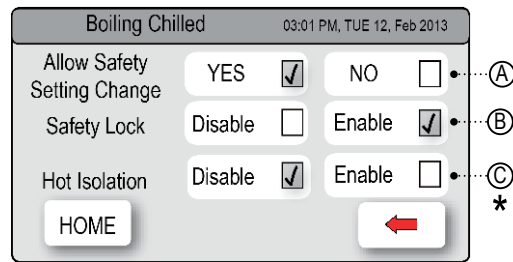 Boiling Chilled 03:01 PM, TUE 12, Feb 2013
Allow Safety Setting Change YES NO A
Safety Lock Disable Enable B
Hot Isolation Disable Enable C
*
HOME